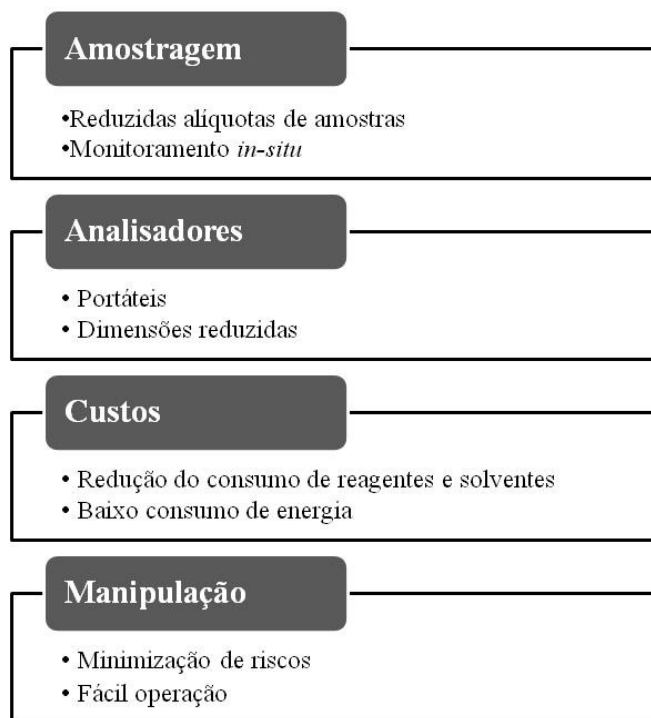 Amostragem
•Reduzidas alíquotas de amostras
•Monitoramento in-situ
Analisadores
• Portáteis
• Dimensões reduzidas
Custos
• Redução do consumo de reagentes e solventes
• Baixo consumo de energia
Manipulação
• Minimização de riscos
• Fácil operação